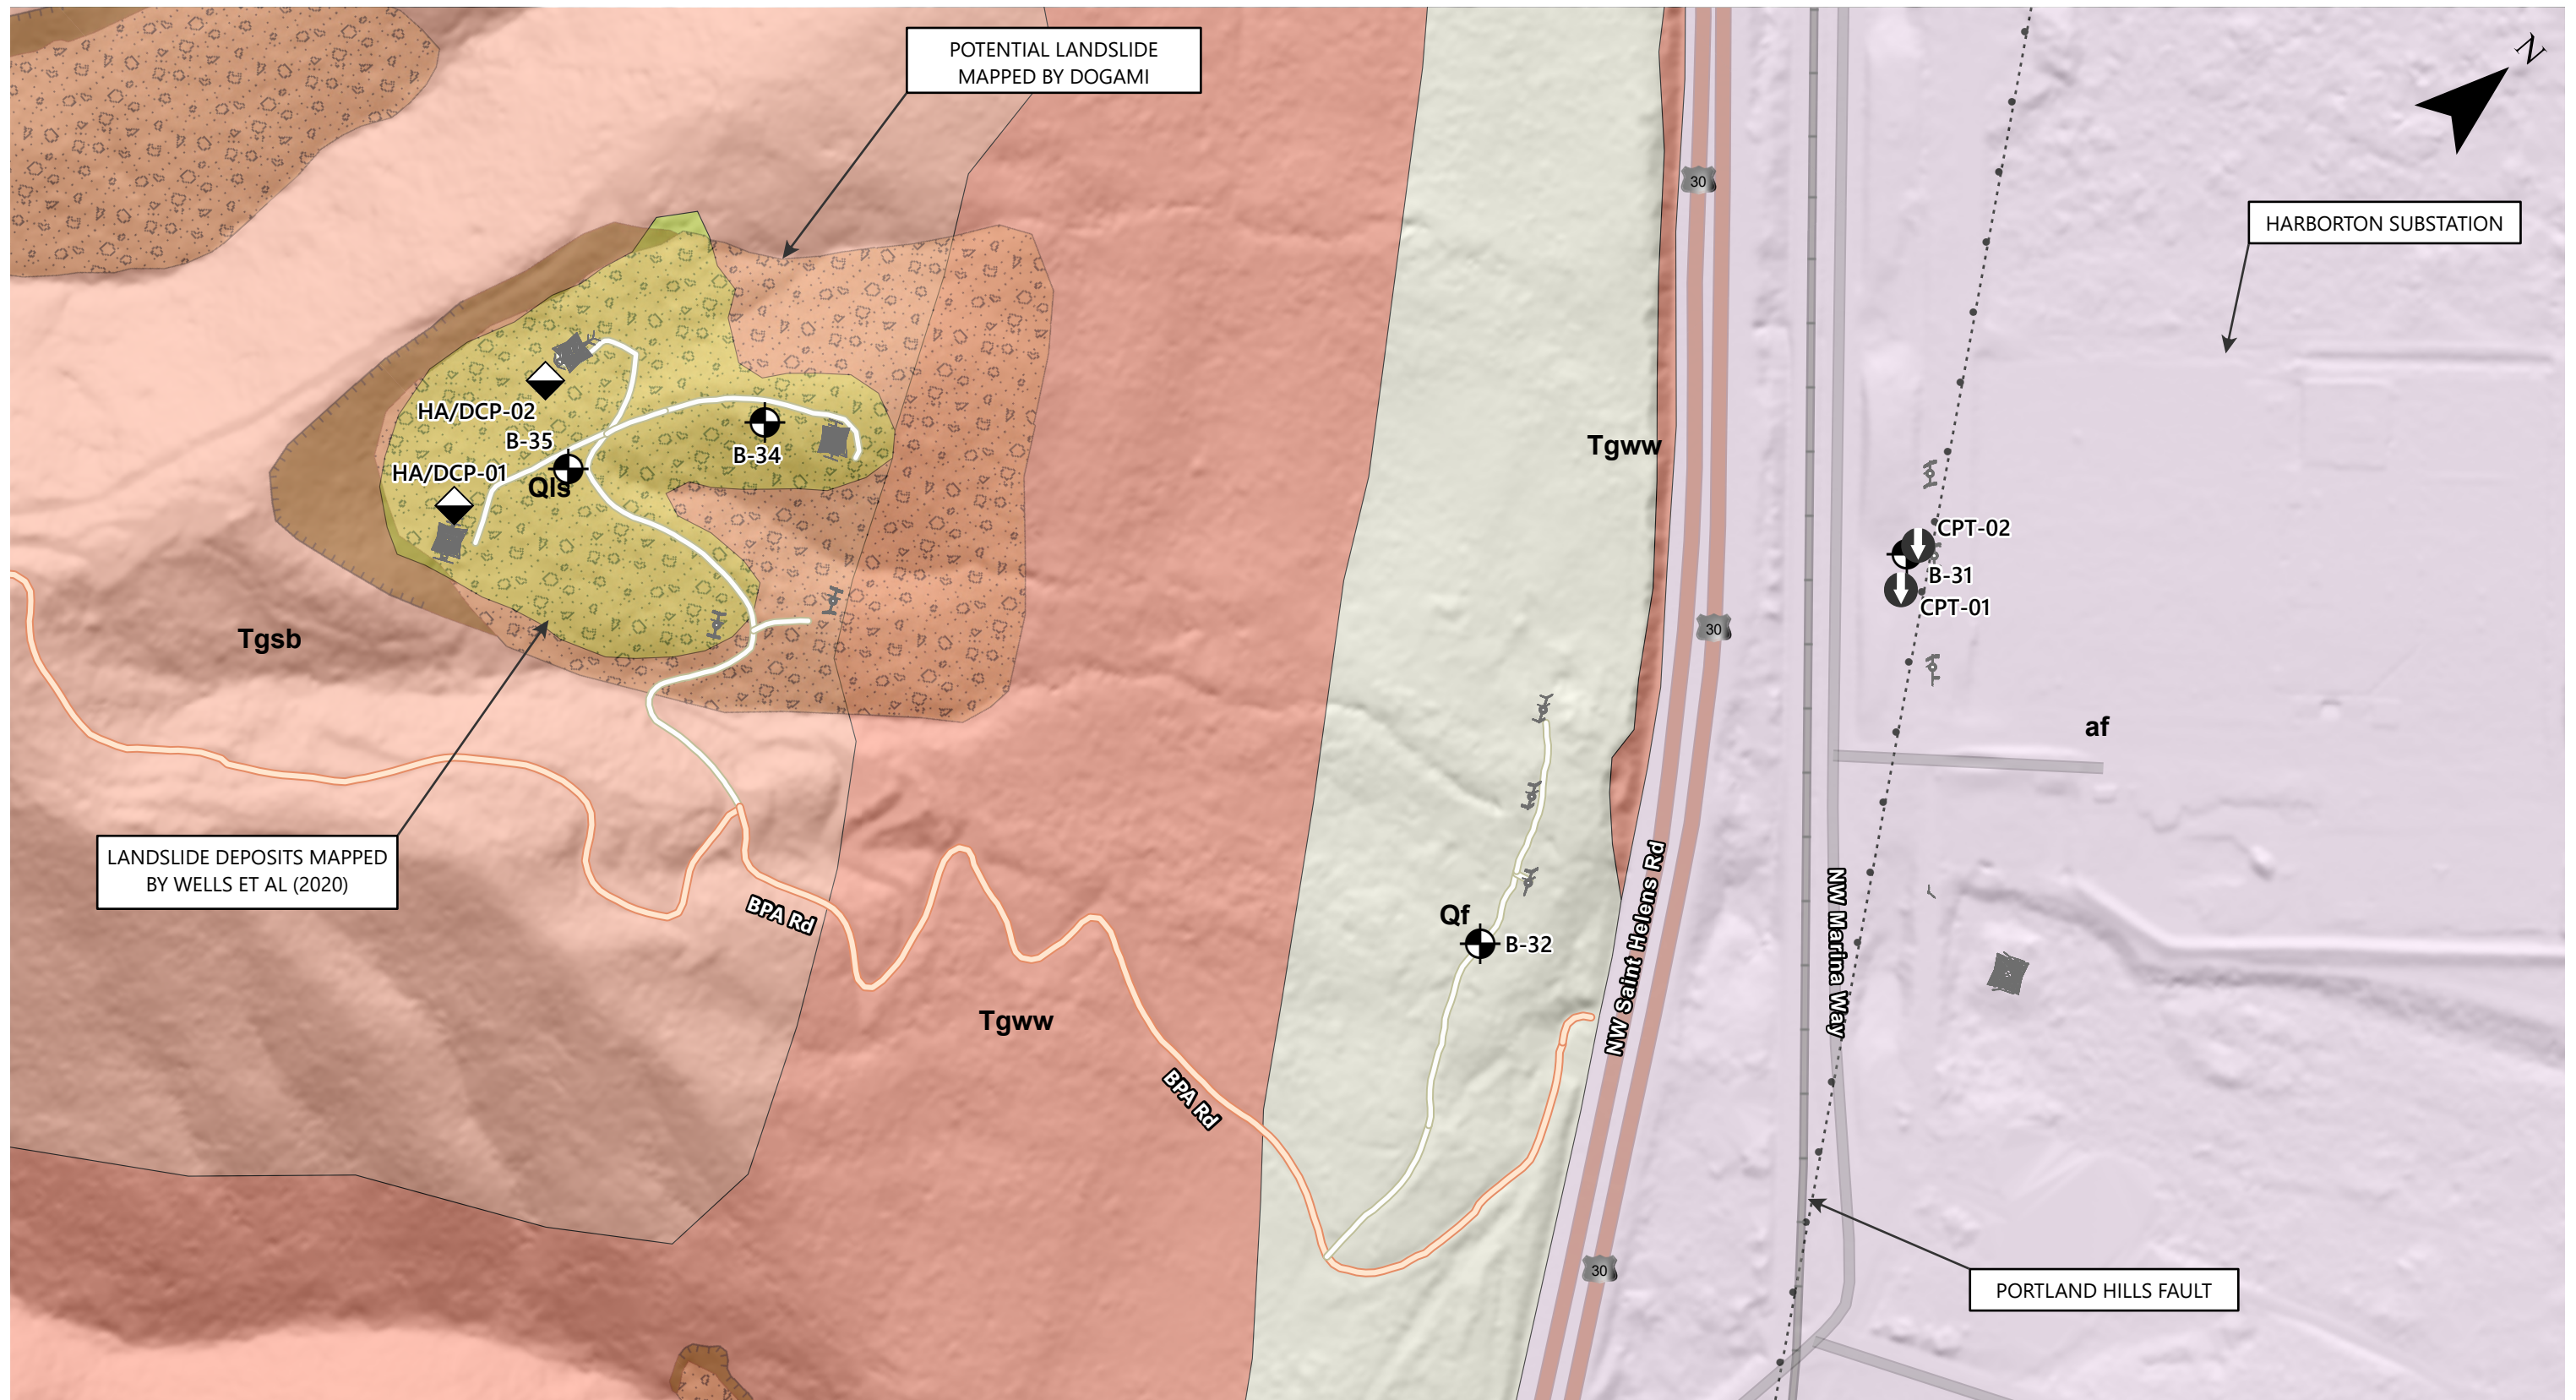 POTENTIAL LANDSLIDE
MAPPED BY DOGAMI
N
30
HARBORTON SUBSTATION
HA/DCP-02
B-35
B-34
HA/DCP-01
Qls
Tgww
CPT-02
B-31
CPT-01
30
Tgsb
af
LANDSLIDE DEPOSITS MAPPED
BY WELLS ET AL (2020)
BPA Rd
Qf
B-32
NW Saint Helens Rd
NW Marina Way
Tgww
BPA Rd
30
PORTLAND HILLS FAULT